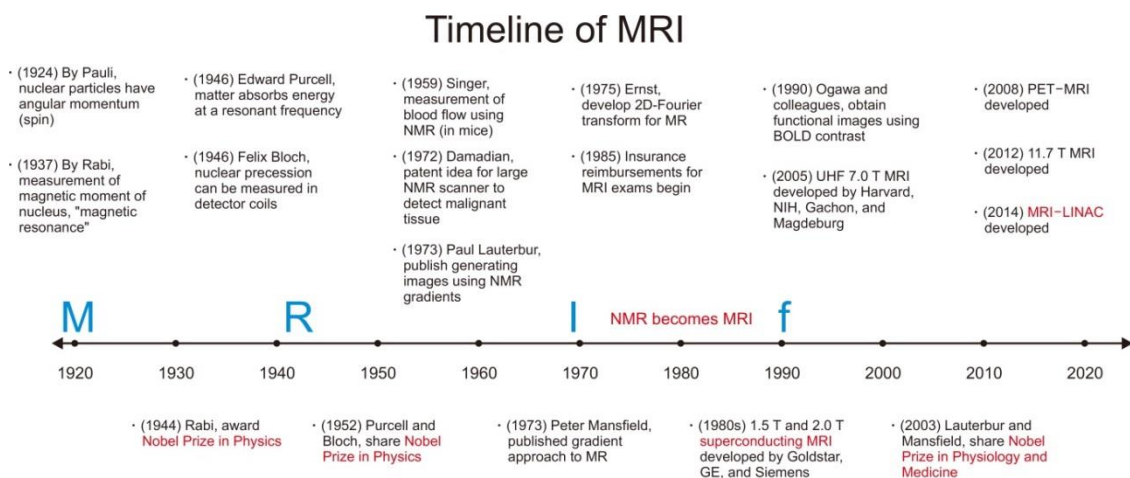 Timeline of MRI
· (1924) By Pauli,
nuclear particles have
angular momentum
(spin)
· (1937) By Rabi,
measurement of
magnetic moment of
nucleus, "magnetic
resonance"
· (1946) Edward Purcell,
matter absorbs energy
at a resonant frequency
· (1946) Felix Bloch,
nuclear precession
can be measured in
detector coils
· (1959) Singer,
measurement of
blood flow using
NMR (in mice)
· (1972) Damadian,
patent idea for large
NMR scanner to
detect malignant
tissue
· (1973) Paul Lauterbur,
publish generating
images using NMR
gradients
· (1975) Ernst,
develop 2D-Fourier
transform for MR
· (1985) Insurance
reimbursements for
MRI exams begin
· (1990) Ogawa and
colleagues, obtain
functional images using
BOLD contrast
· (2005) UHF 7.0 T MRI
developed by Harvard,
NIH, Gachon, and
Magdeburg
· (2008) PET−MRI
developed
· (2012) 11.7 T MRI
developed
· (2014) MRI−LINAC
developed
M R I NMR becomes MRI f
1920 1930 1940 1950 1960 1970 1980 1990 2000 2010 2020
· (1944) Rabi, award
Nobel Prize in Physics
· (1952) Purcell and
Bloch, share Nobel
Prize in Physics
· (1973) Peter Mansfield,
published gradient
approach to MR
· (1980s) 1.5 T and 2.0 T
superconducting MRI
developed by Goldstar,
GE, and Siemens
· (2003) Lauterbur and
Mansfield, share Nobel
Prize in Physiology and
Medicine